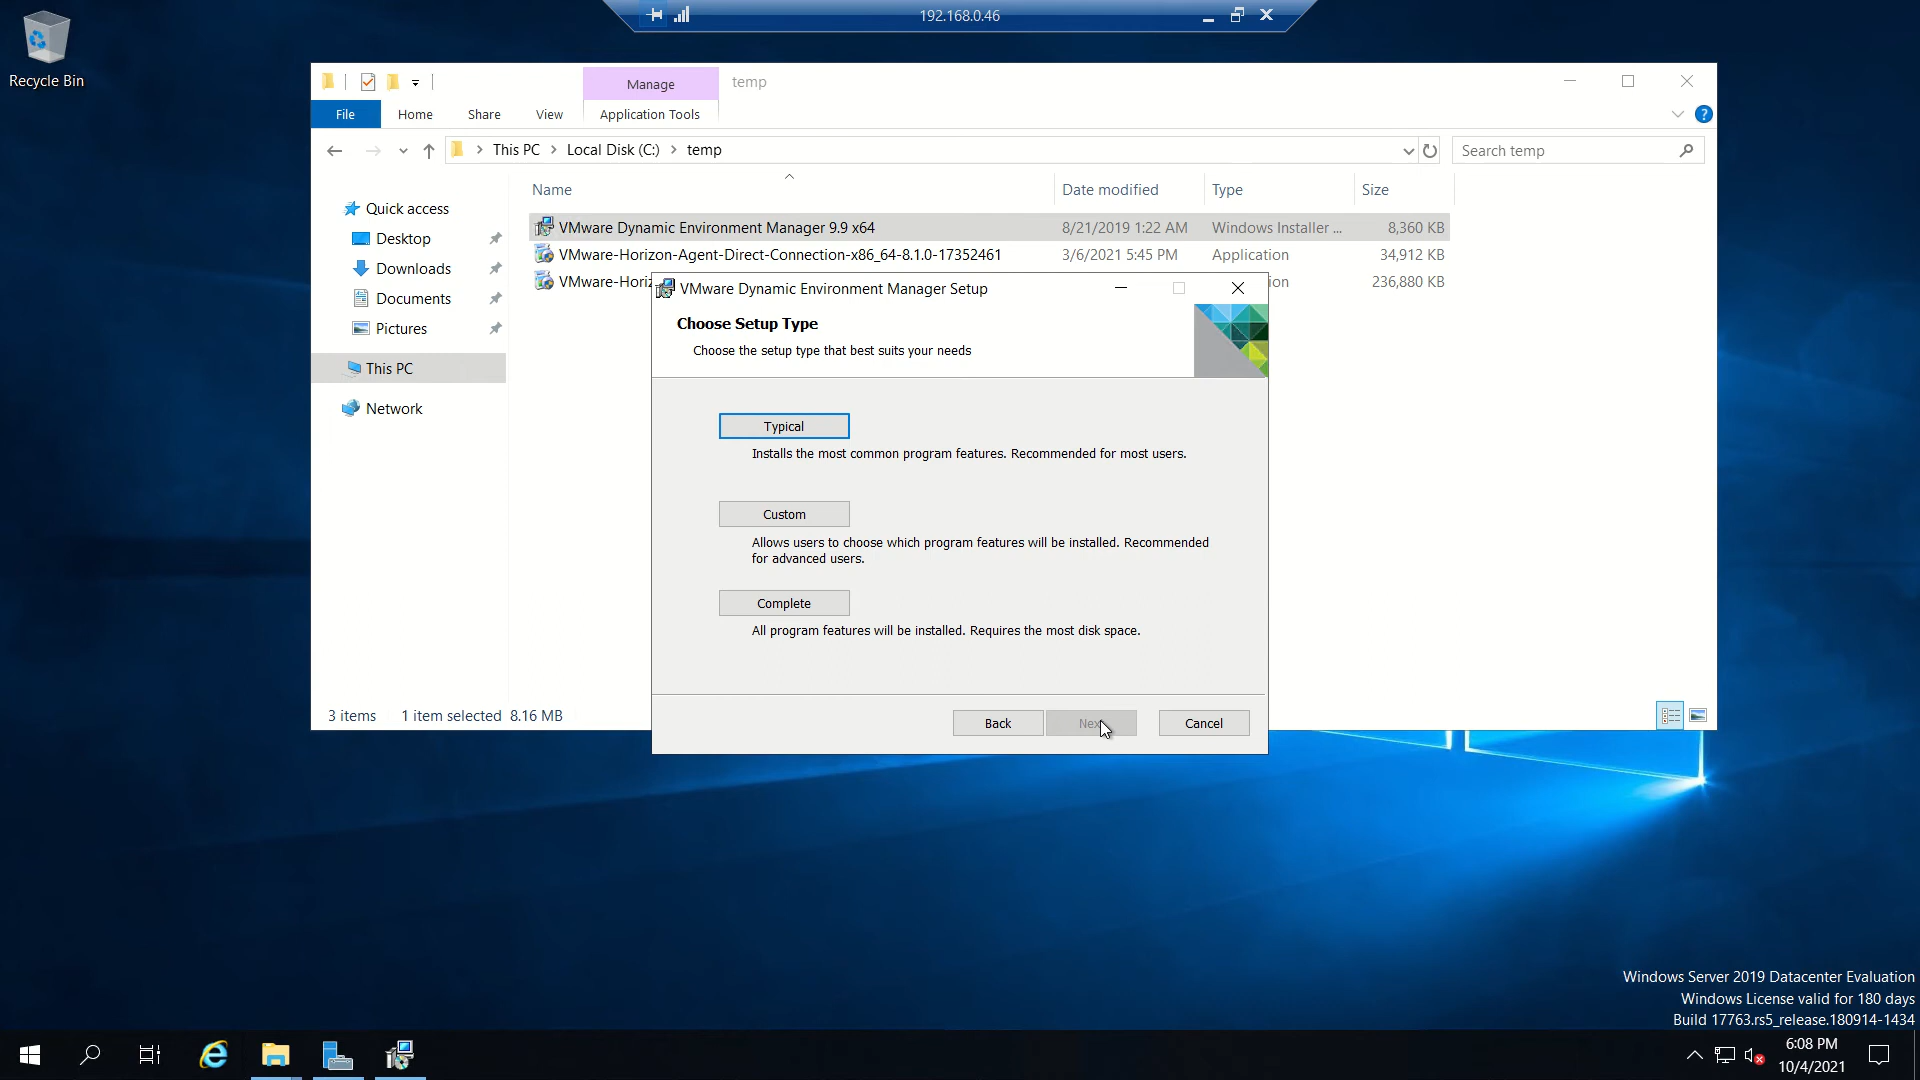 192.168.0.46
Recycle Bin
Manage
temp
File
Home
Share
View
Application Tools
This PC
Local Disk (C:)
temp
Search temp
Name
Date modified
Type
Size
Quick access
Desktop
Downloads
Documents
Pictures
This PC
Network
VMware Dynamic Environment Manager 9.9 x64
8/21/2019 1:22 AM
Windows Installer ...
8,360 KB
VMware-Horizon-Agent-Direct-Connection-x86_64-8.1.0-17352461
3/6/2021 5:45 PM
Application
34,912 KB
236,880 KB
VMware Dynamic Environment Manager Setup
Choose Setup Type
Choose the setup type that best suits your needs
Typical
Installs the most common program features. Recommended for most users.
Custom
Allows users to choose which program features will be installed. Recommended
for advanced users.
Complete
All program features will be installed. Requires the most disk space.
Back
Cancel
3 items
1 item selected 8.16 MB
Windows Server 2019 Datacenter Evaluation
Windows License valid for 180 days
Build 17763.rs5_release.180914-1434
6:08 PM
10/4/2021